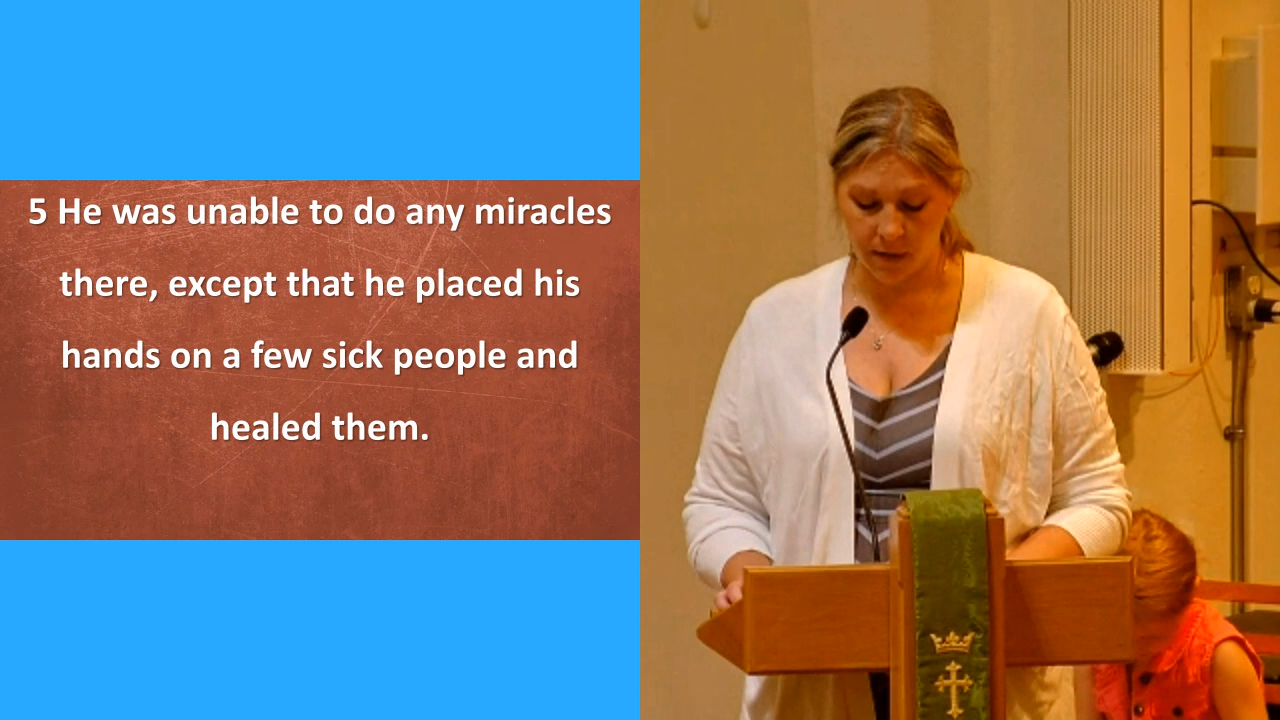 5 He was unable to do any miracles
there, except that he placed his
hands on a few sick people and
healed them.